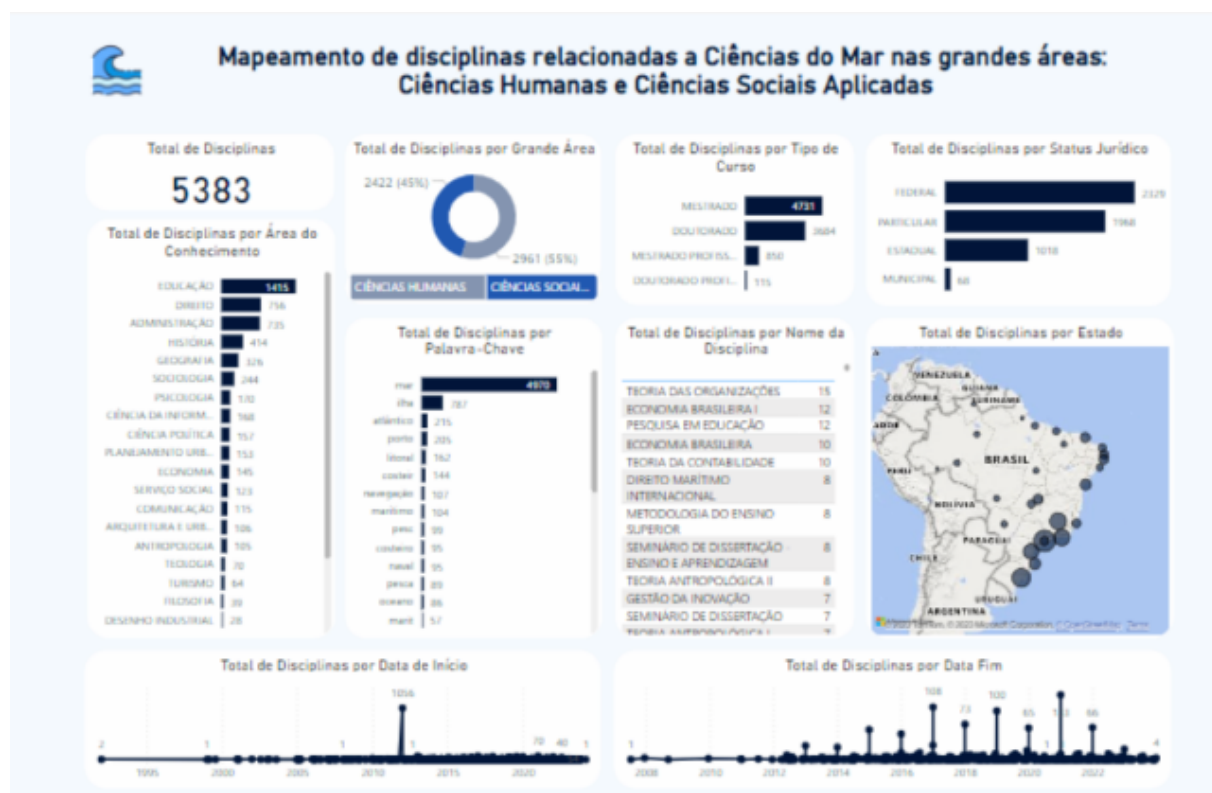 Mapeamento de disciplinas relacionadas a Ciências do Mar nas grandes áreas:
Ciências Humanas e Ciências Sociais Aplicadas
Total de Disciplinas
5383
Total de Disciplinas por Área do
Conhecimento
EDUCAÇÃO 1415
DIREITO 756
ADMINISTRAÇÃO 735
HISTÓRIA 414
GEOGRAFIA 326
SOCIOLOGIA 244
PSICOLOGIA 170
CIÊNCIA DA INFORM... 168
CIÊNCIA POLÍTICA 157
PLANEJAMENTO URB... 153
ECONOMIA 145
SERVIÇO SOCIAL 123
COMUNICAÇÃO 115
ARQUITETURA E URB... 106
ANTROPOLOGIA 105
TEOLOGIA 70
TURISMO 64
FILOSOFIA 39
DESENHO INDUSTRIAL 28
Total de Disciplinas por Grande Área
2422 (45%)
2961 (55%)
CIÊNCIAS HUMANAS
CIÊNCIAS SOCIAI...
Total de Disciplinas por
Palavra-Chave
mar 4970
ilha 787
atlântico 215
porto 205
litoral 162
costeir 144
navegação 107
marítimo 104
pesc 99
costeiro 95
naval 95
pesca 89
oceano 86
marit 57
Total de Disciplinas por Tipo de
Curso
MESTRADO 4731
DOUTORADO 3684
MESTRADO PROFISS... 850
DOUTORADO PROFI... 115
Total de Disciplinas por Nome da
Disciplina
TEORIA DAS ORGANIZAÇÕES 15
ECONOMIA BRASILEIRA I 12
PESQUISA EM EDUCAÇÃO 12
ECONOMIA BRASILEIRA 10
TEORIA DA CONTABILIDADE 10
DIREITO MARÍTIMO 8
INTERNACIONAL
METODOLOGIA DO ENSINO 8
SUPERIOR
SEMINÁRIO DE DISSERTAÇÃO - 8
ENSINO E APRENDIZAGEM
TEORIA ANTROPOLÓGICA II 8
GESTÃO DA INOVAÇÃO 7
SEMINÁRIO DE DISSERTAÇÃO 7
TEORIA ANTROPOLÓGICA I 7
Total de Disciplinas por Status Jurídico
FEDERAL 2329
PARTICULAR 1968
ESTADUAL 1018
MUNICIPAL 68
Total de Disciplinas por Estado
VENEZUELA
GUIANA
COLÔMBIA
SURINAME
BRASIL
PERU
BOLÍVIA
PARAGUAI
CHILE
URUGUAI
ARGENTINA
Microsoft Corporation
OpenStreetMap
Total de Disciplinas por Data de Início
2 1 1056 1 1 70 40 1
1995 2000 2005 2010 2015 2020
Total de Disciplinas por Data Fim
1 108 73 100 65 66 1 4
2008 2010 2012 2014 2016 2018 2020 2022